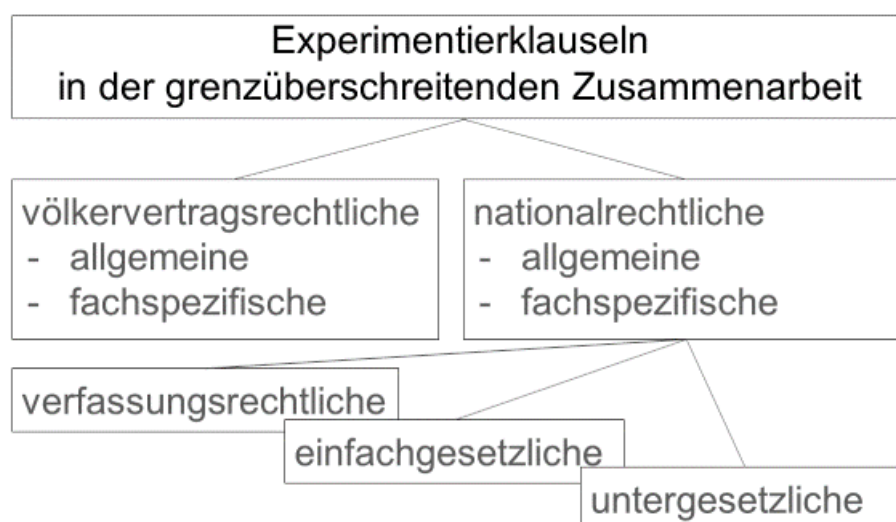 Experimentierklauseln
in der grenzüberschreitenden Zusammenarbeit
völkervertragsrechtliche
- allgemeine
- fachspezifische
nationalrechtliche
- allgemeine
- fachspezifische
verfassungsrechtliche
einfachgesetzliche
untergesetzliche